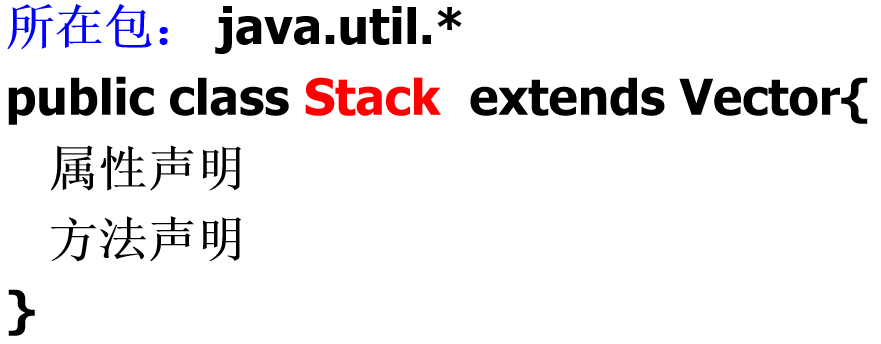 所在包： java.util.*
public class Stack extends Vector{
属性声明
方法声明
}